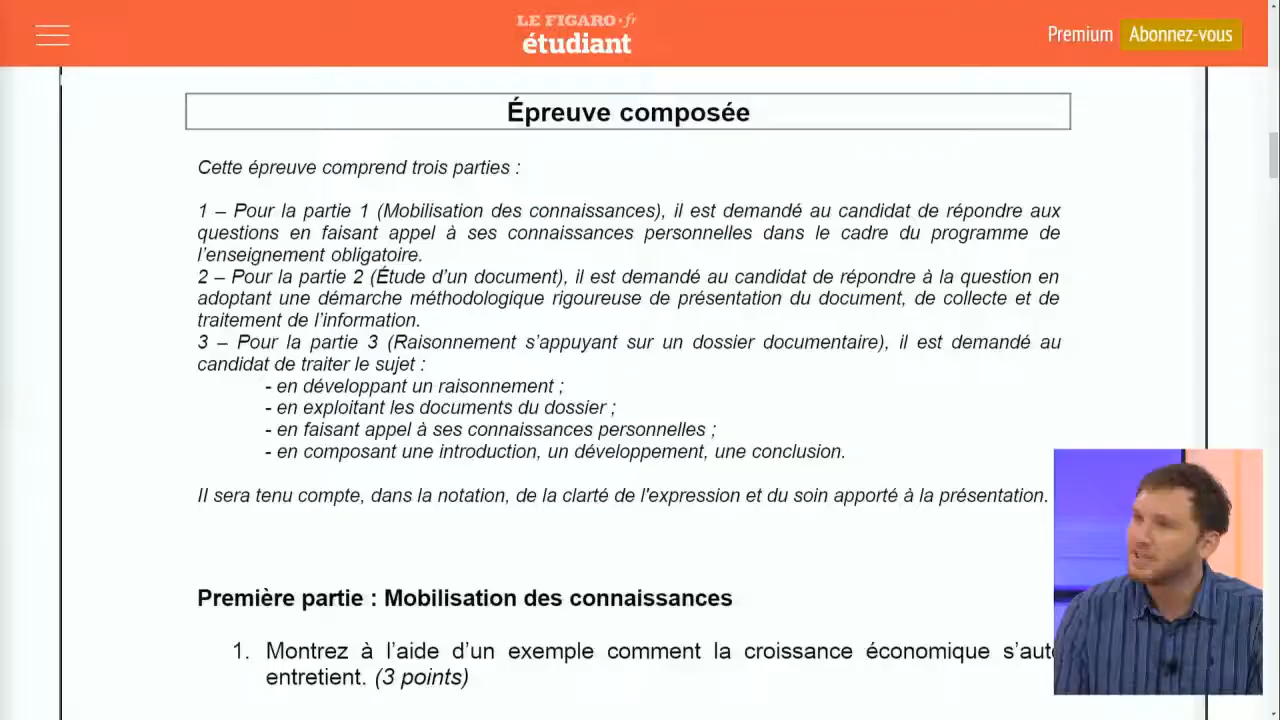 LE FIGARO·fr
étudiant
Premium
Abonnez-vous
Épreuve composée
Cette épreuve comprend trois parties :
1 – Pour la partie 1 (Mobilisation des connaissances), il est demandé au candidat de répondre aux
questions en faisant appel à ses connaissances personnelles dans le cadre du programme de
l’enseignement obligatoire.
2 – Pour la partie 2 (Étude d’un document), il est demandé au candidat de répondre à la question en
adoptant une démarche méthodologique rigoureuse de présentation du document, de collecte et de
traitement de l’information.
3 – Pour la partie 3 (Raisonnement s’appuyant sur un dossier documentaire), il est demandé au
candidat de traiter le sujet :
- en développant un raisonnement ;
- en exploitant les documents du dossier ;
- en faisant appel à ses connaissances personnelles ;
- en composant une introduction, un développement, une conclusion.
Il sera tenu compte, dans la notation, de la clarté de l'expression et du soin apporté à la présentation.
Première partie : Mobilisation des connaissances
1. Montrez à l’aide d’un exemple comment la croissance économique
entretient. (3 points)